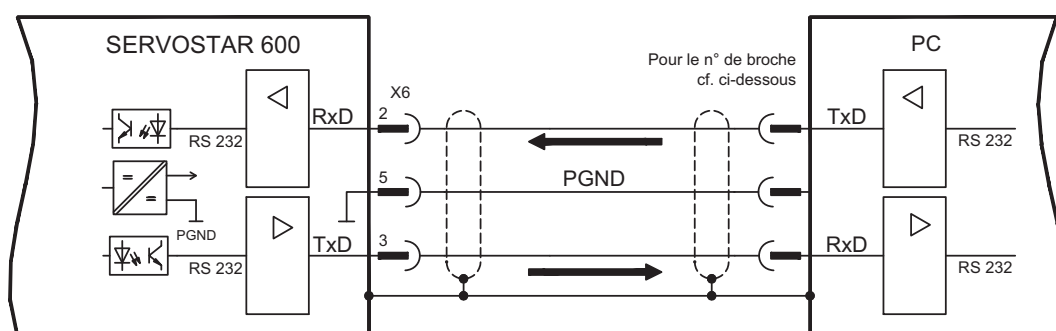 SERVOSTAR 600
PC
Pour le n° de broche
cf. ci-dessous
X6
RxD
2
TxD
RS 232
RS 232
=
=
5
PGND
PGND
TxD
3
RxD
RS 232
RS 232